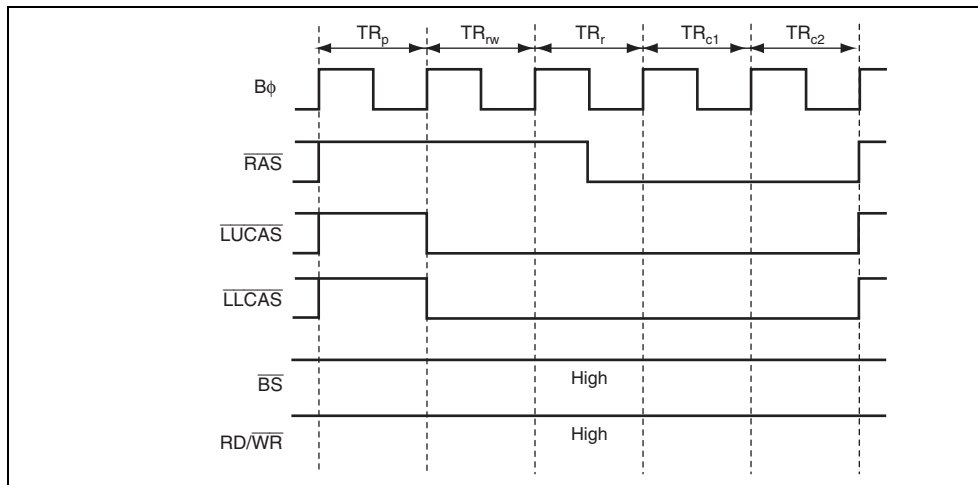 TRp TRrw TRr TRc1 TRc2
Bφ
RAS
LUCAS
LLCAS
BS High
RD/WR High